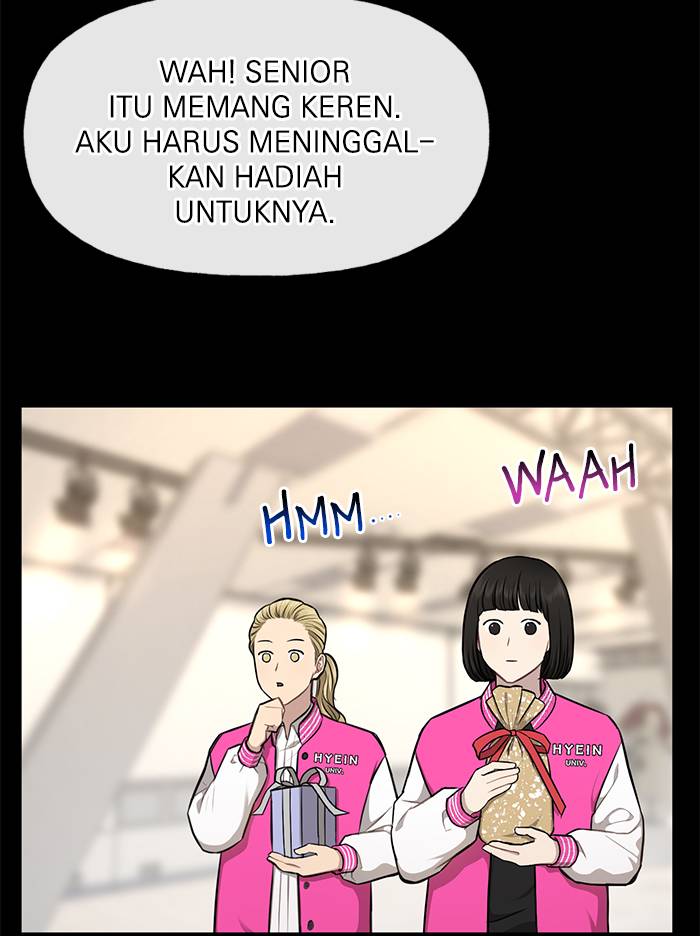 WAH! SENIOR
ITU MEMANG KEREN.
AKU HARUS MENINGGAL-
KAN HADIAH
UNTUKNYA.
WAAH
HMM....
HYEIN
UNIV.
HYEIN
UNIV.